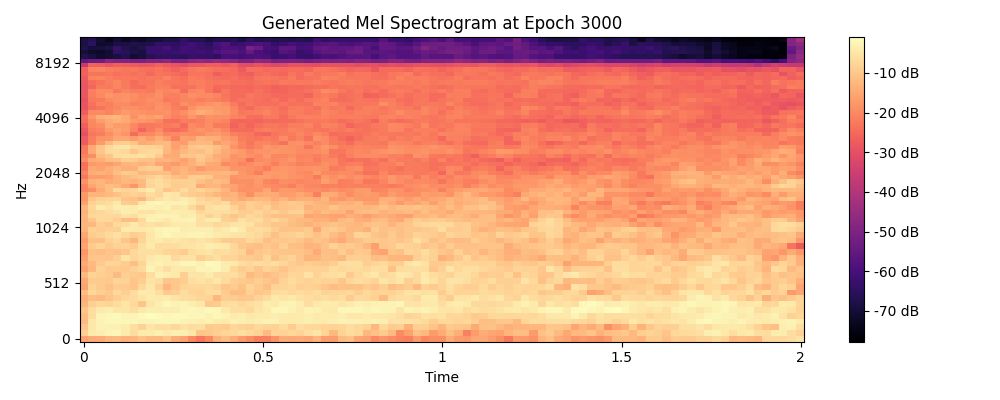 Generated Mel Spectrogram at Epoch 3000
8192
4096
2048
1024
512
0
Hz
0
0.5
1
1.5
2
Time
-10 dB
-20 dB
-30 dB
-40 dB
-50 dB
-60 dB
-70 dB